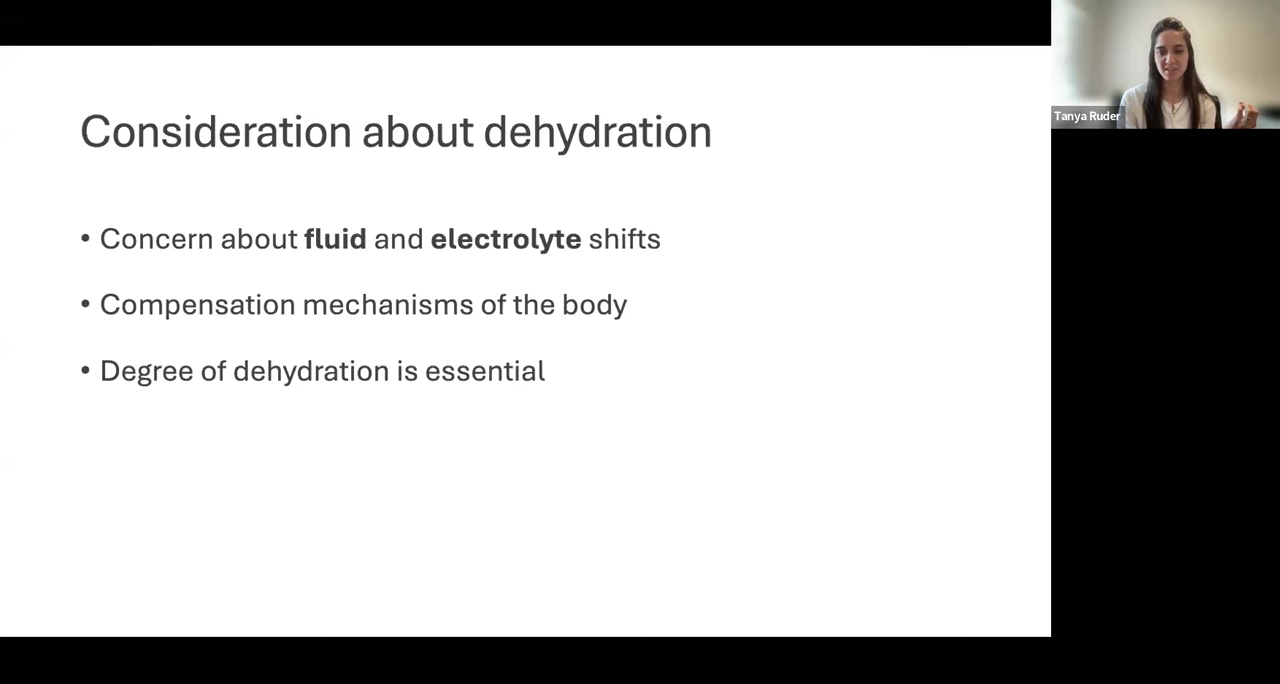 Consideration about dehydration
• Concern about fluid and electrolyte shifts
• Compensation mechanisms of the body
• Degree of dehydration is essential
Tanya Ruder